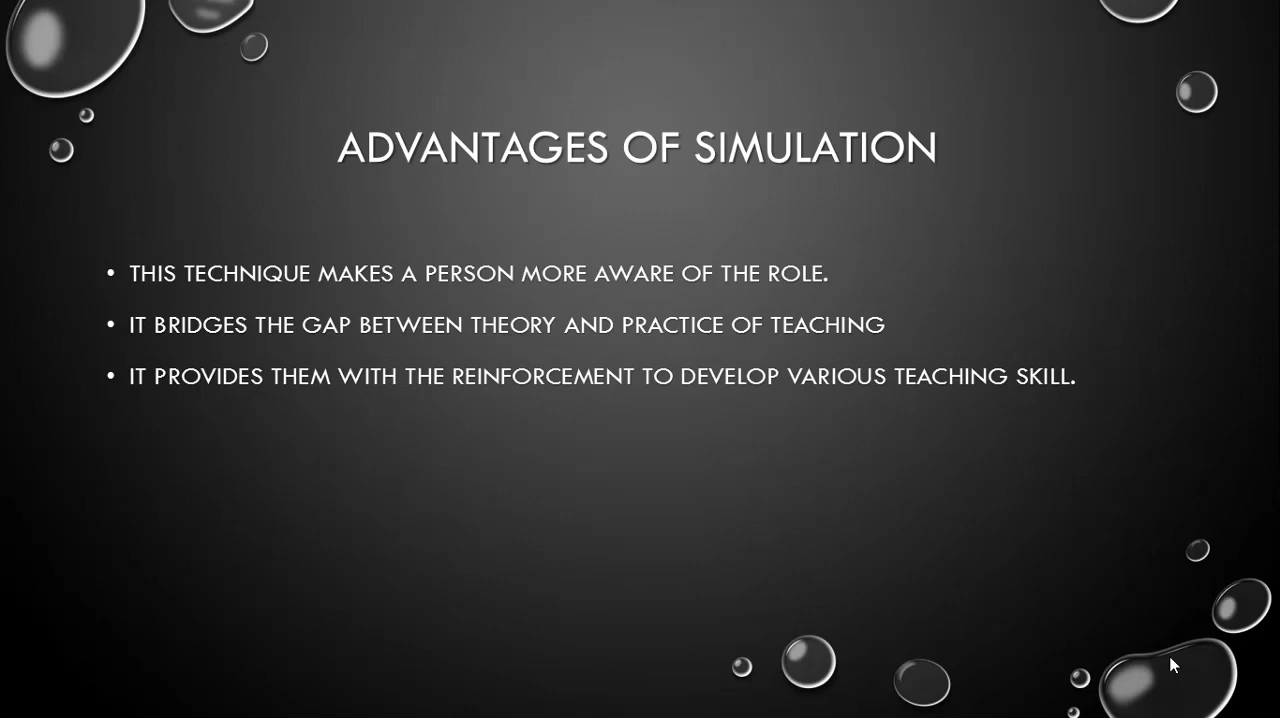 ADVANTAGES OF SIMULATION
• THIS TECHNIQUE MAKES A PERSON MORE AWARE OF THE ROLE.
• IT BRIDGES THE GAP BETWEEN THEORY AND PRACTICE OF TEACHING
• IT PROVIDES THEM WITH THE REINFORCEMENT TO DEVELOP VARIOUS TEACHING SKILL.